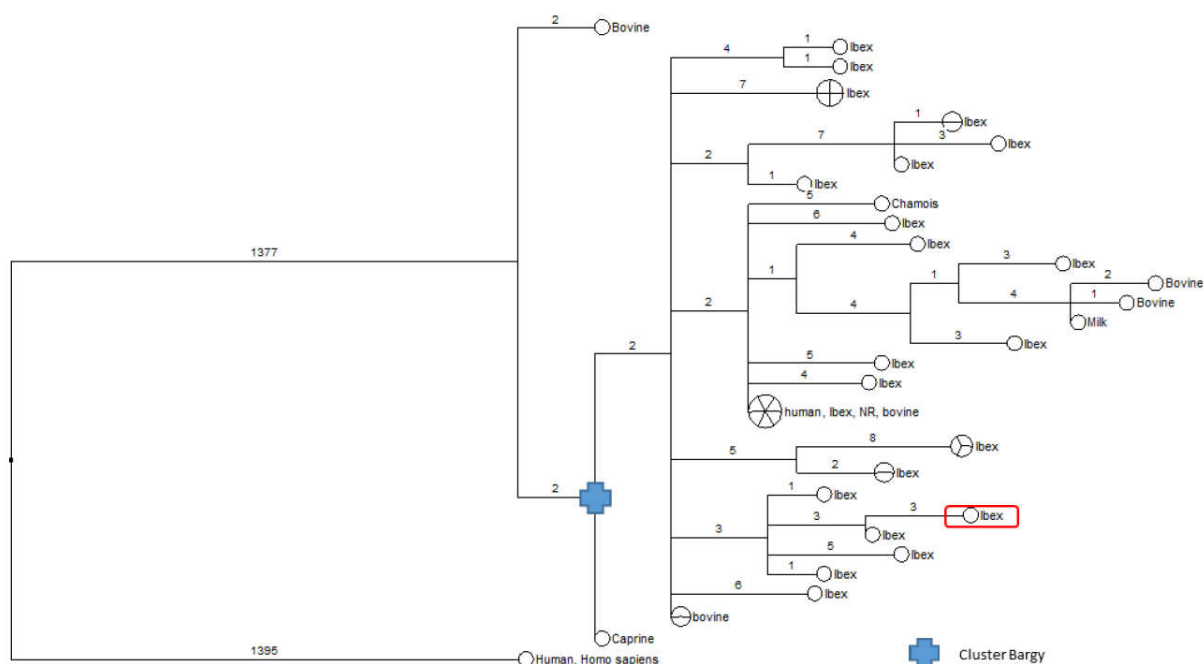 2 Bovine
1 Ibex
4
1 Ibex
7 Ibex
1 Ibex
7 3 Ibex
2
Ibex
1 Ibex
5 Chamois
6 Ibex
4 Ibex
1377
3 Ibex
1 1 2 Bovine
4 1 Bovine
2 4
Milk
3 Ibex
2
5 Ibex
4 Ibex
human, Ibex, NR, bovine
8 Ibex
5
2 Ibex
2
1 Ibex
3 3 Ibex
3
Ibex
5 Ibex
1 Ibex
6 Ibex
bovine
Caprine
1395 Human, Homo sapiens
Cluster Bargy